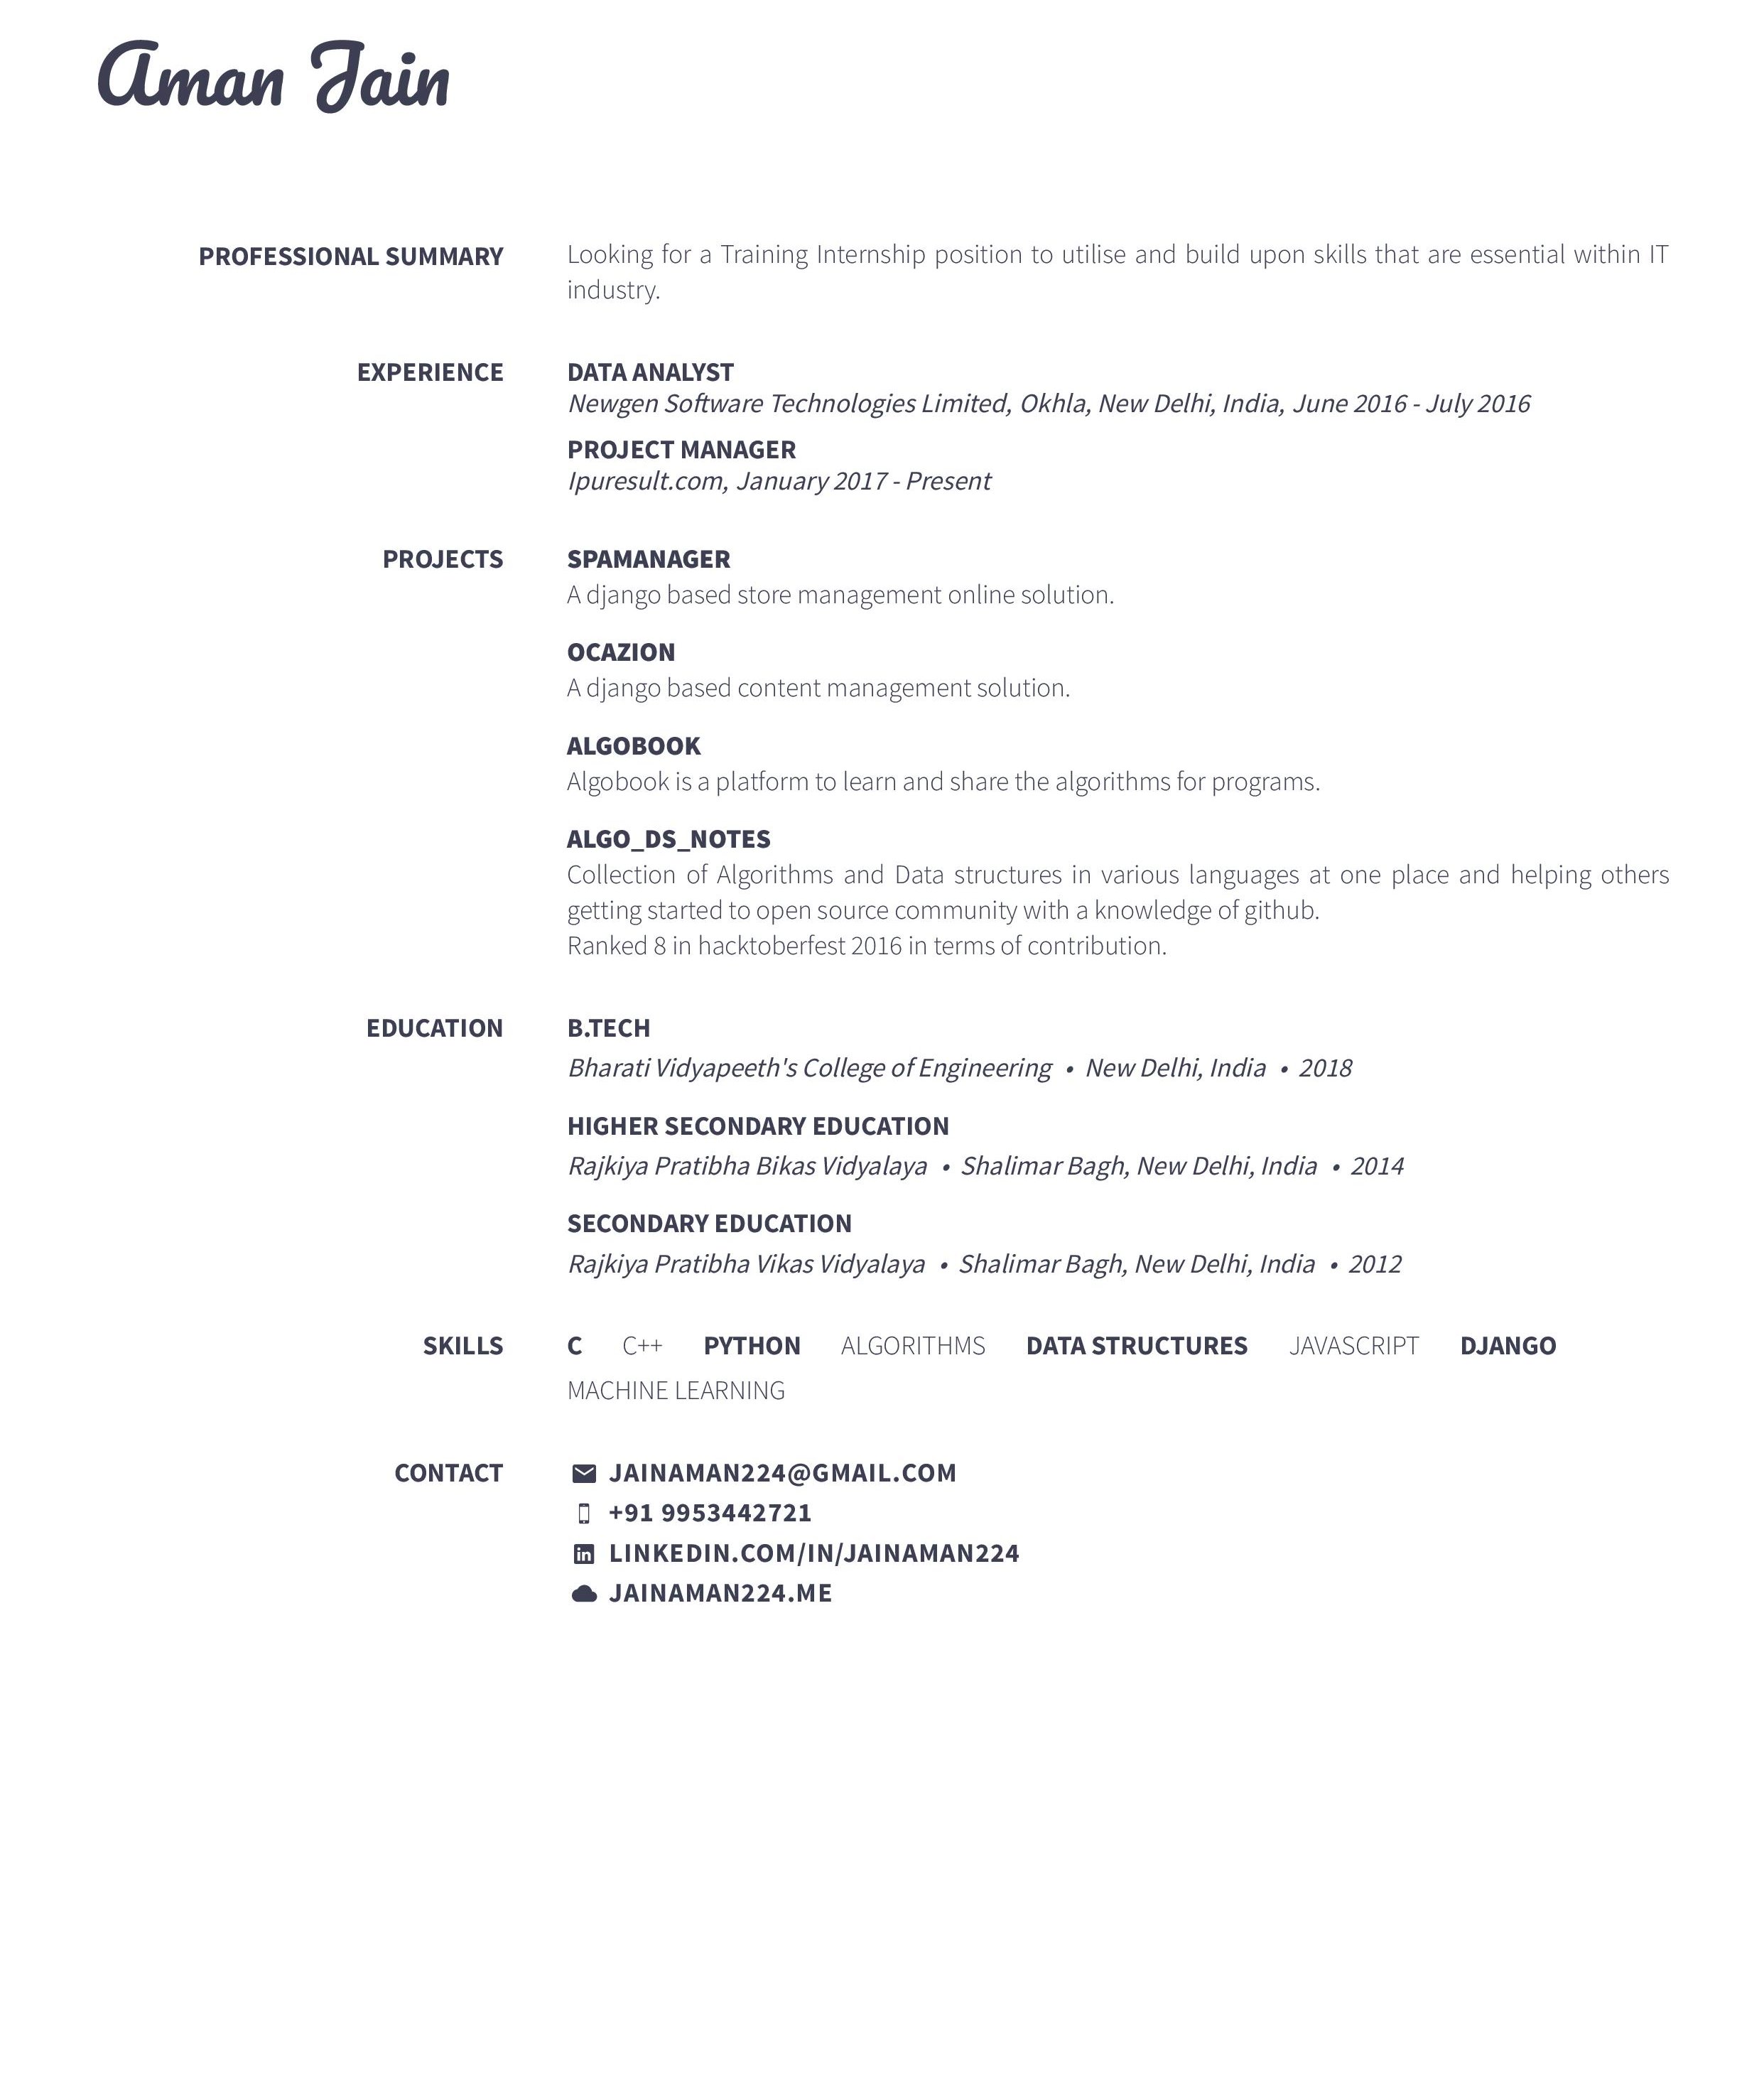 Aman Jain
PROFESSIONAL SUMMARY
Looking for a Training Internship position to utilise and build upon skills that are essential within IT
industry.
EXPERIENCE
DATA ANALYST
Newgen Software Technologies Limited, Okhla, New Delhi, India, June 2016 - July 2016
PROJECT MANAGER
Ipuresult.com, January 2017 - Present
PROJECTS
SPAMANAGER
A django based store management online solution.
OCAZION
A django based content management solution.
ALGOBOOK
Algobook is a platform to learn and share the algorithms for programs.
ALGO_DS_NOTES
Collection of Algorithms and Data structures in various languages at one place and helping others
getting started to open source community with a knowledge of github.
Ranked 8 in hacktoberfest 2016 in terms of contribution.
EDUCATION
B.TECH
Bharati Vidyapeeth's College of Engineering • New Delhi, India • 2018
HIGHER SECONDARY EDUCATION
Rajkiya Pratibha Bikas Vidyalaya • Shalimar Bagh, New Delhi, India • 2014
SECONDARY EDUCATION
Rajkiya Pratibha Vikas Vidyalaya • Shalimar Bagh, New Delhi, India • 2012
SKILLS
C C++ PYTHON ALGORITHMS DATA STRUCTURES JAVASCRIPT DJANGO
MACHINE LEARNING
CONTACT
JAINAMAN224@GMAIL.COM
+91 9953442721
LINKEDIN.COM/IN/JAINAMAN224
JAINAMAN224.ME